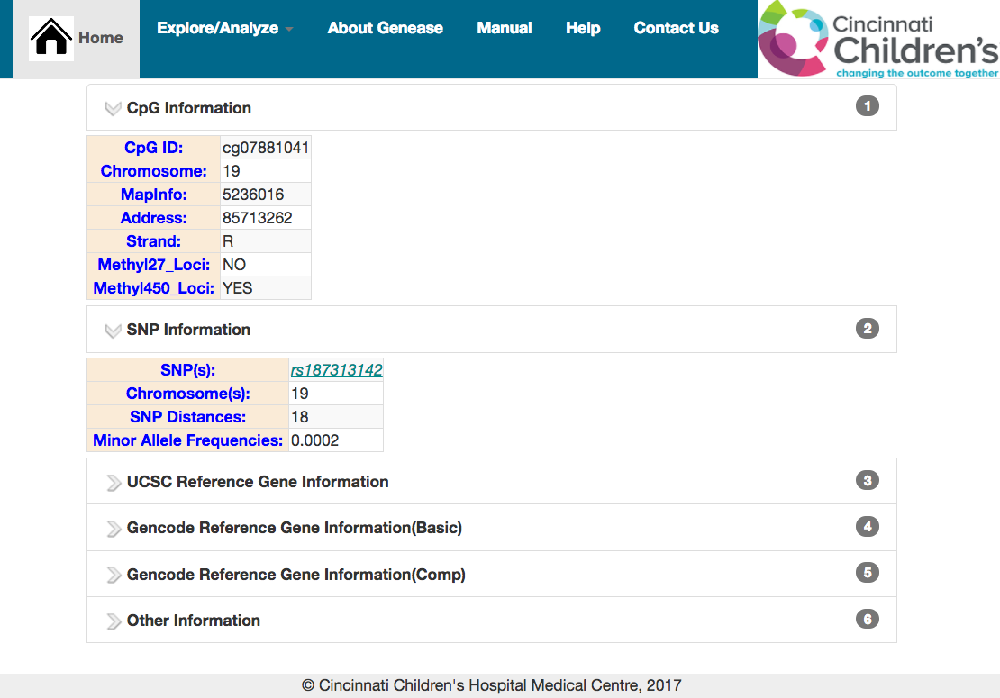 Home Explore/Analyze About Genease Manual Help Contact Us
Cincinnati
Children's
changing the outcome together
CpG Information 1
CpG ID: cg07881041
Chromosome: 19
MapInfo: 5236016
Address: 85713262
Strand: R
Methyl27_Loci: NO
Methyl450_Loci: YES
SNP Information 2
SNP(s): rs187313142
Chromosome(s): 19
SNP Distances: 18
Minor Allele Frequencies: 0.0002
UCSC Reference Gene Information 3
Gencode Reference Gene Information(Basic) 4
Gencode Reference Gene Information(Comp) 5
Other Information 6
© Cincinnati Children's Hospital Medical Centre, 2017